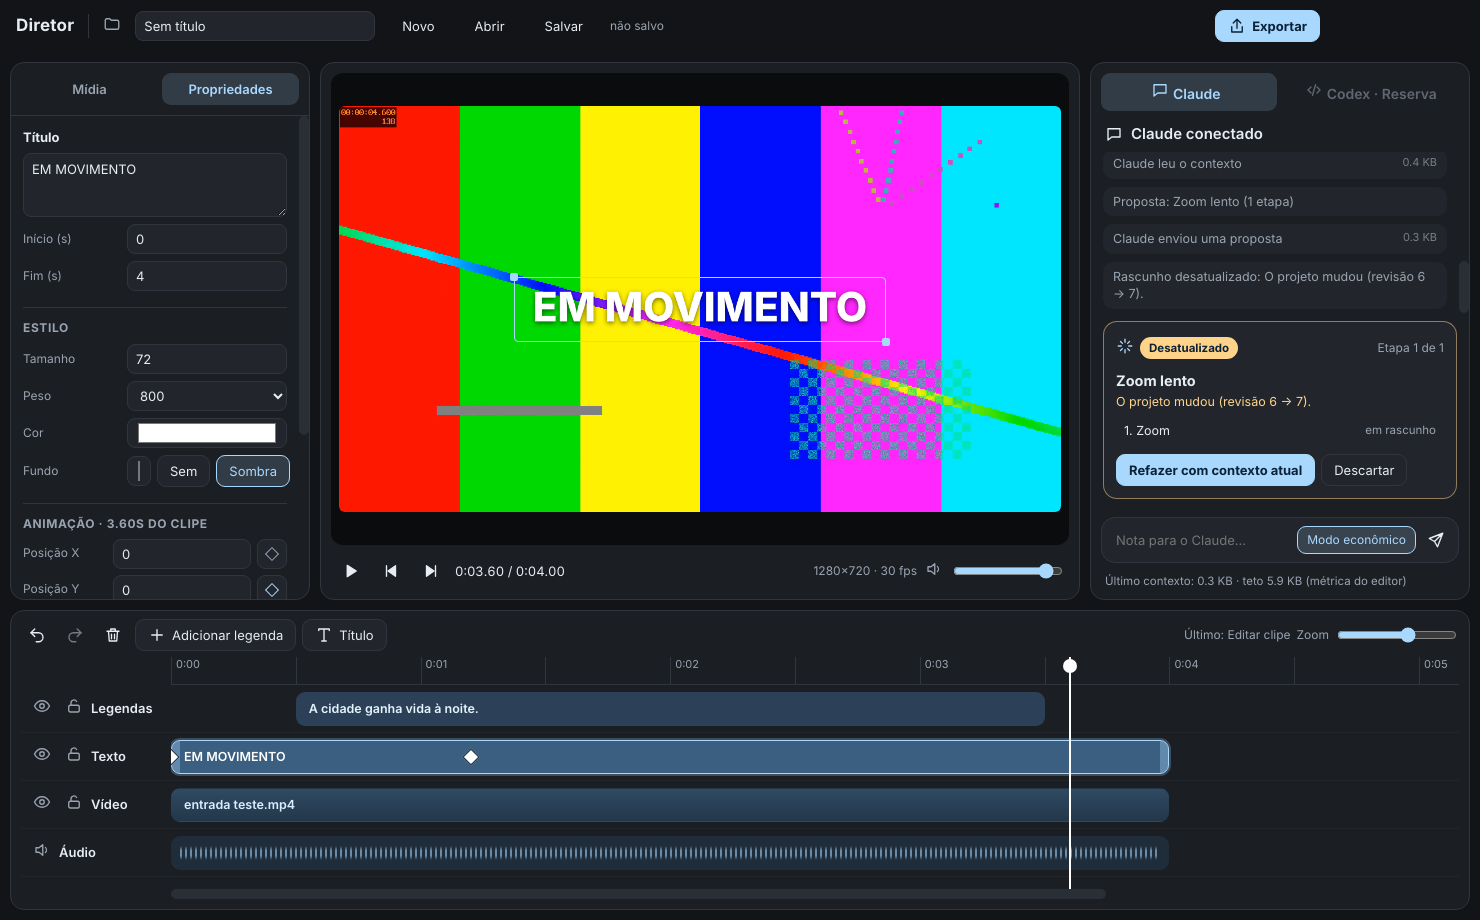 Diretor
Sem título
Novo
Abrir
Salvar
não salvo
Exportar
Mídia
Propriedades
Título
EM MOVIMENTO
Início (s)
0
Fim (s)
4
ESTILO
Tamanho
72
Peso
800
Cor
Fundo
Sem
Sombra
ANIMAÇÃO · 3.60S DO CLIPE
Posição X
0
Posição Y
0
00:00:04.600
138
EM MOVIMENTO
0:03.60 / 0:04.00
1280×720 · 30 fps
Claude
Codex · Reserva
Claude conectado
Claude leu o contexto
0.4 KB
Proposta: Zoom lento (1 etapa)
Claude enviou uma proposta
0.3 KB
Rascunho desatualizado: O projeto mudou (revisão 6
→ 7).
Desatualizado
Etapa 1 de 1
Zoom lento
O projeto mudou (revisão 6 → 7).
1. Zoom
em rascunho
Refazer com contexto atual
Descartar
Nota para o Claude...
Modo econômico
Último contexto: 0.3 KB · teto 5.9 KB (métrica do editor)
Adicionar legenda
Título
Último: Editar clipe
Zoom
0:00
0:01
0:02
0:03
0:04
0:05
Legendas
A cidade ganha vida à noite.
Texto
EM MOVIMENTO
Vídeo
entrada teste.mp4
Áudio